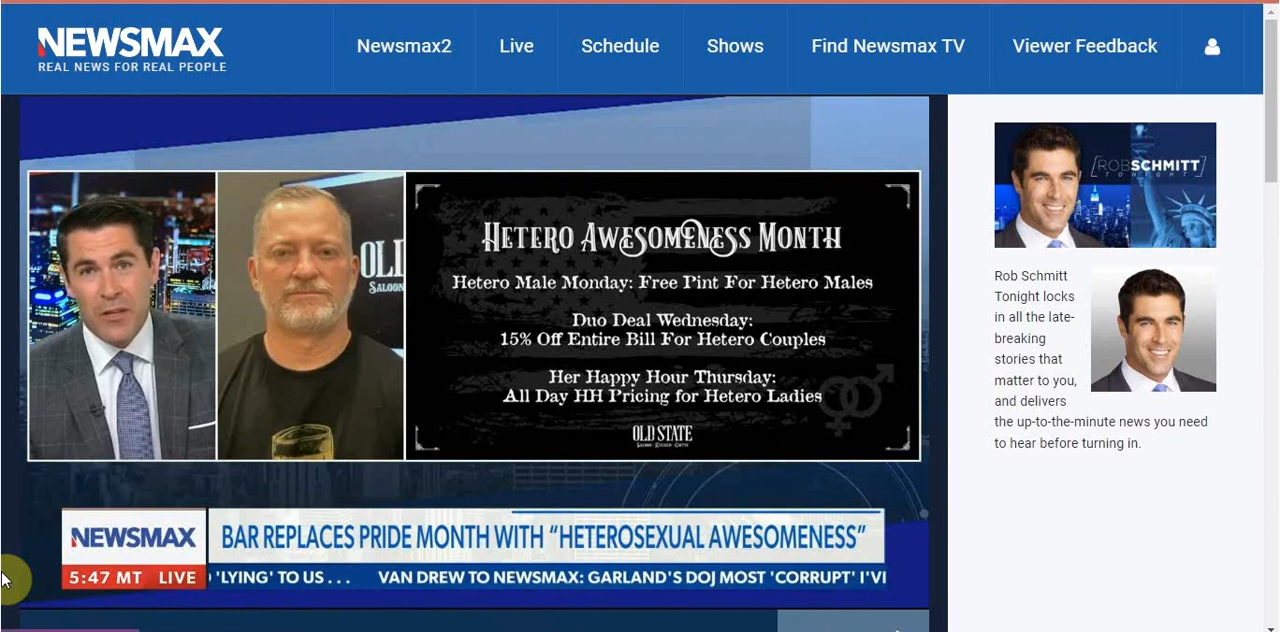 NEWSMAX
REAL NEWS FOR REAL PEOPLE
Newsmax2
Live
Schedule
Shows
Find Newsmax TV
Viewer Feedback
OLD
SALOON
HETERO AWESOMENESS MONTH
Hetero Male Monday: Free Pint For Hetero Males
Duo Deal Wednesday:
15% Off Entire Bill For Hetero Couples
Her Happy Hour Thursday:
All Day HH Pricing for Hetero Ladies
OLD STATE
NEWSMAX
BAR REPLACES PRIDE MONTH WITH “HETEROSEXUAL AWESOMENESS”
5:47 MT LIVE
'LYING' TO US . . . VAN DREW TO NEWSMAX: GARLAND'S DOJ MOST 'CORRUPT' I'V
[ROBSCHMITT]
TONIGHT
Rob Schmitt
Tonight locks
in all the late-
breaking
stories that
matter to you,
and delivers
the up-to-the-minute news you need
to hear before turning in.